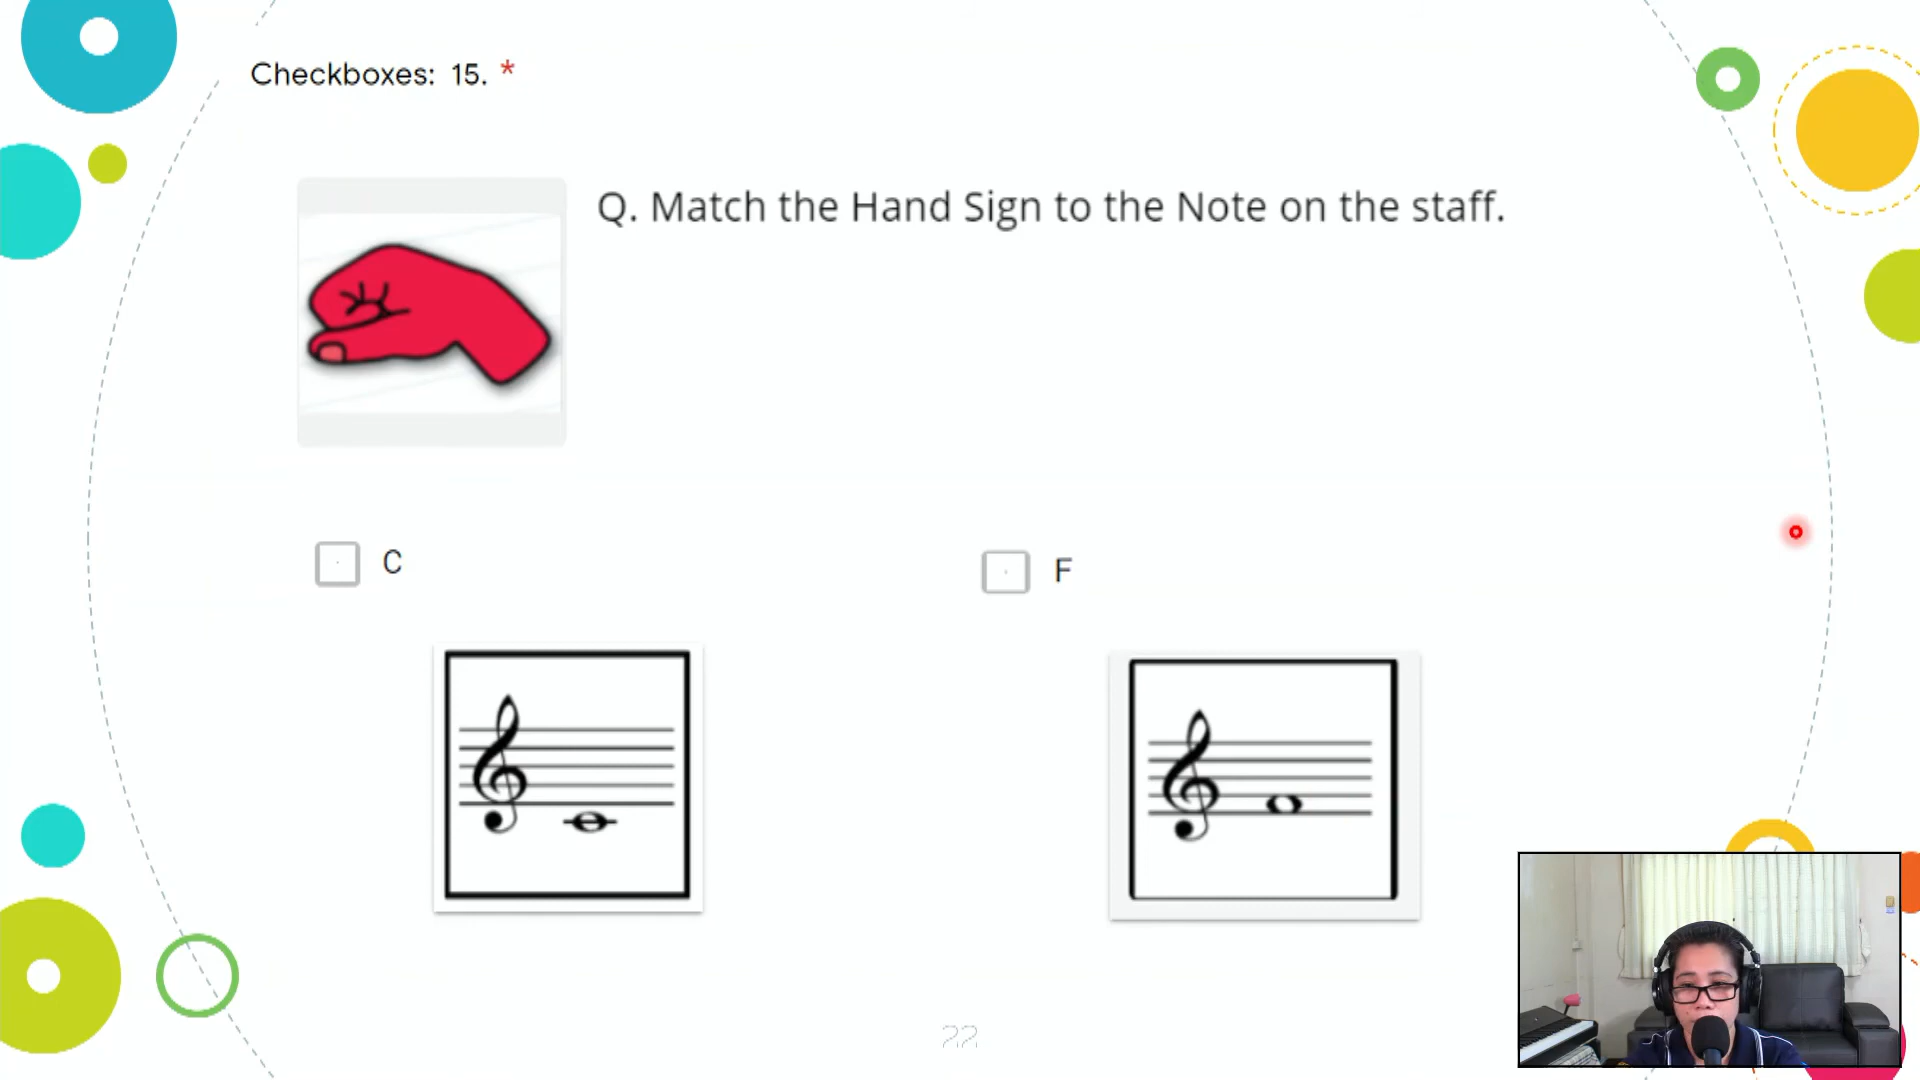 Checkboxes: 15. *
Q. Match the Hand Sign to the Note on the staff.
C
F
22